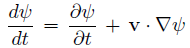 dψ/dt = ∂ψ/∂t + v · ∇ψ